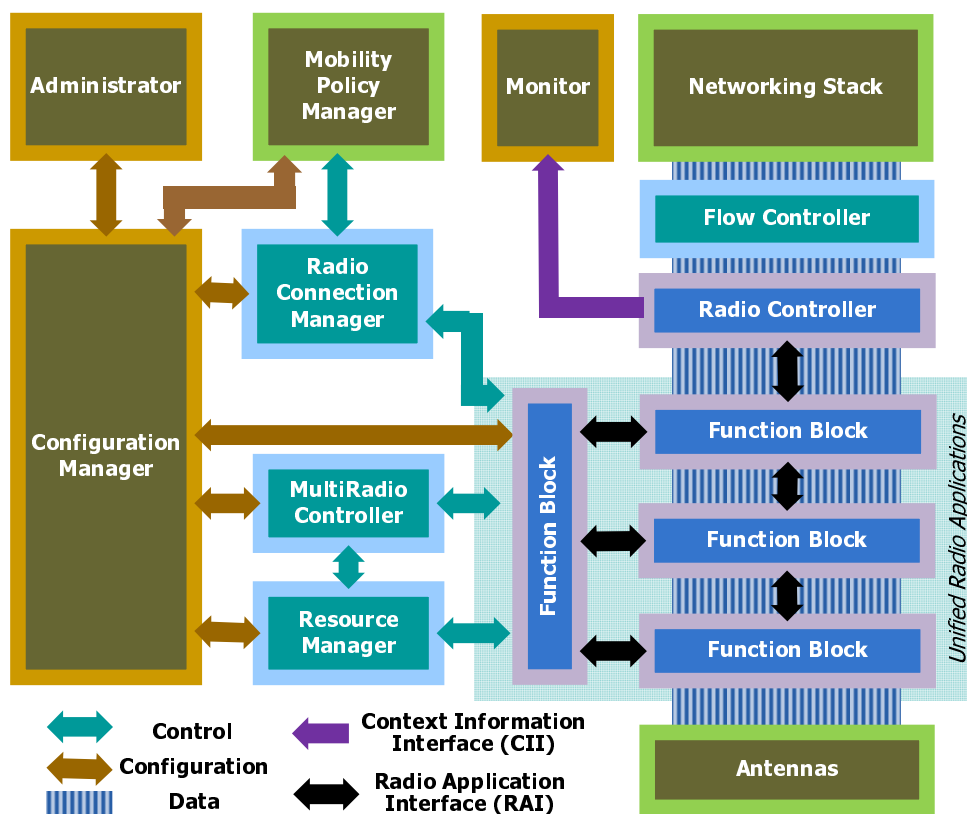 Administrator
Mobility
Policy
Manager
Monitor
Networking Stack
Flow Controller
Radio
Connection
Manager
Radio Controller
Configuration
Manager
Function Block
MultiRadio
Controller
Function Block
Function Block
Resource
Manager
Function Block
Unified Radio Applications
Control
Context Information
Interface (CII)
Configuration
Data
Radio Application
Interface (RAI)
Antennas